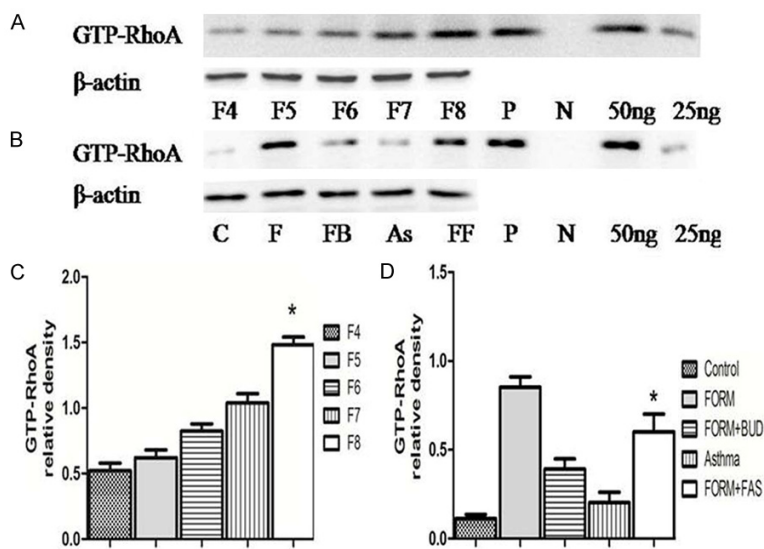 A
GTP-RhoA
β-actin
F4 F5 F6 F7 F8 P N 50ng 25ng
B
GTP-RhoA
β-actin
C F FB As FF P N 50ng 25ng
C
GTP-RhoA
relative density
2.0
1.5
1.0
0.5
0.0
*
F4
F5
F6
F7
F8
D
GTP-RhoA
relative density
1.5
1.0
0.5
0.0
*
Control
FORM
FORM+BUD
Asthma
FORM+FAS